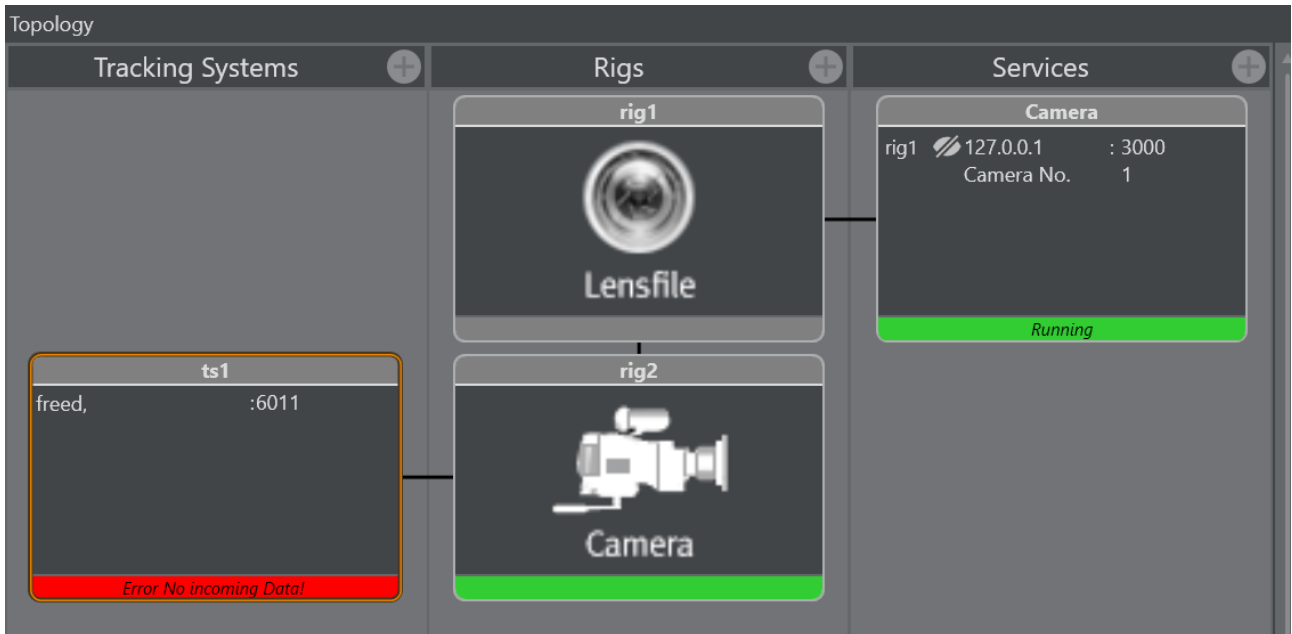 Topology
Tracking Systems
Rigs
Services
rig1
Lensfile
Camera
rig1 127.0.0.1 : 3000
Camera No. 1
Running
ts1
freed, :6011
Error No incoming Data!
rig2
Camera